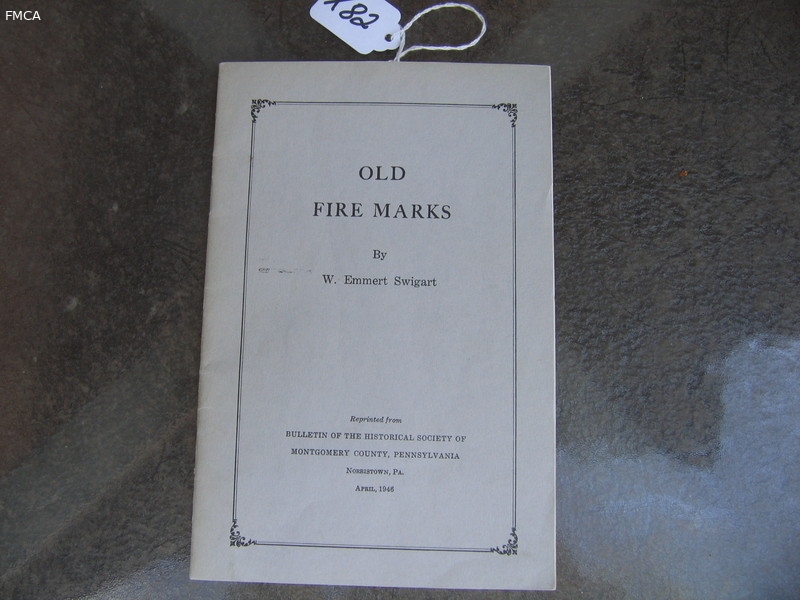 FMCA
182
OLD
FIRE MARKS
By
W. Emmert Swigart
Reprinted from
BULLETIN OF THE HISTORICAL SOCIETY OF
MONTGOMERY COUNTY, PENNSYLVANIA
NORRISTOWN, PA.
APRIL, 1946